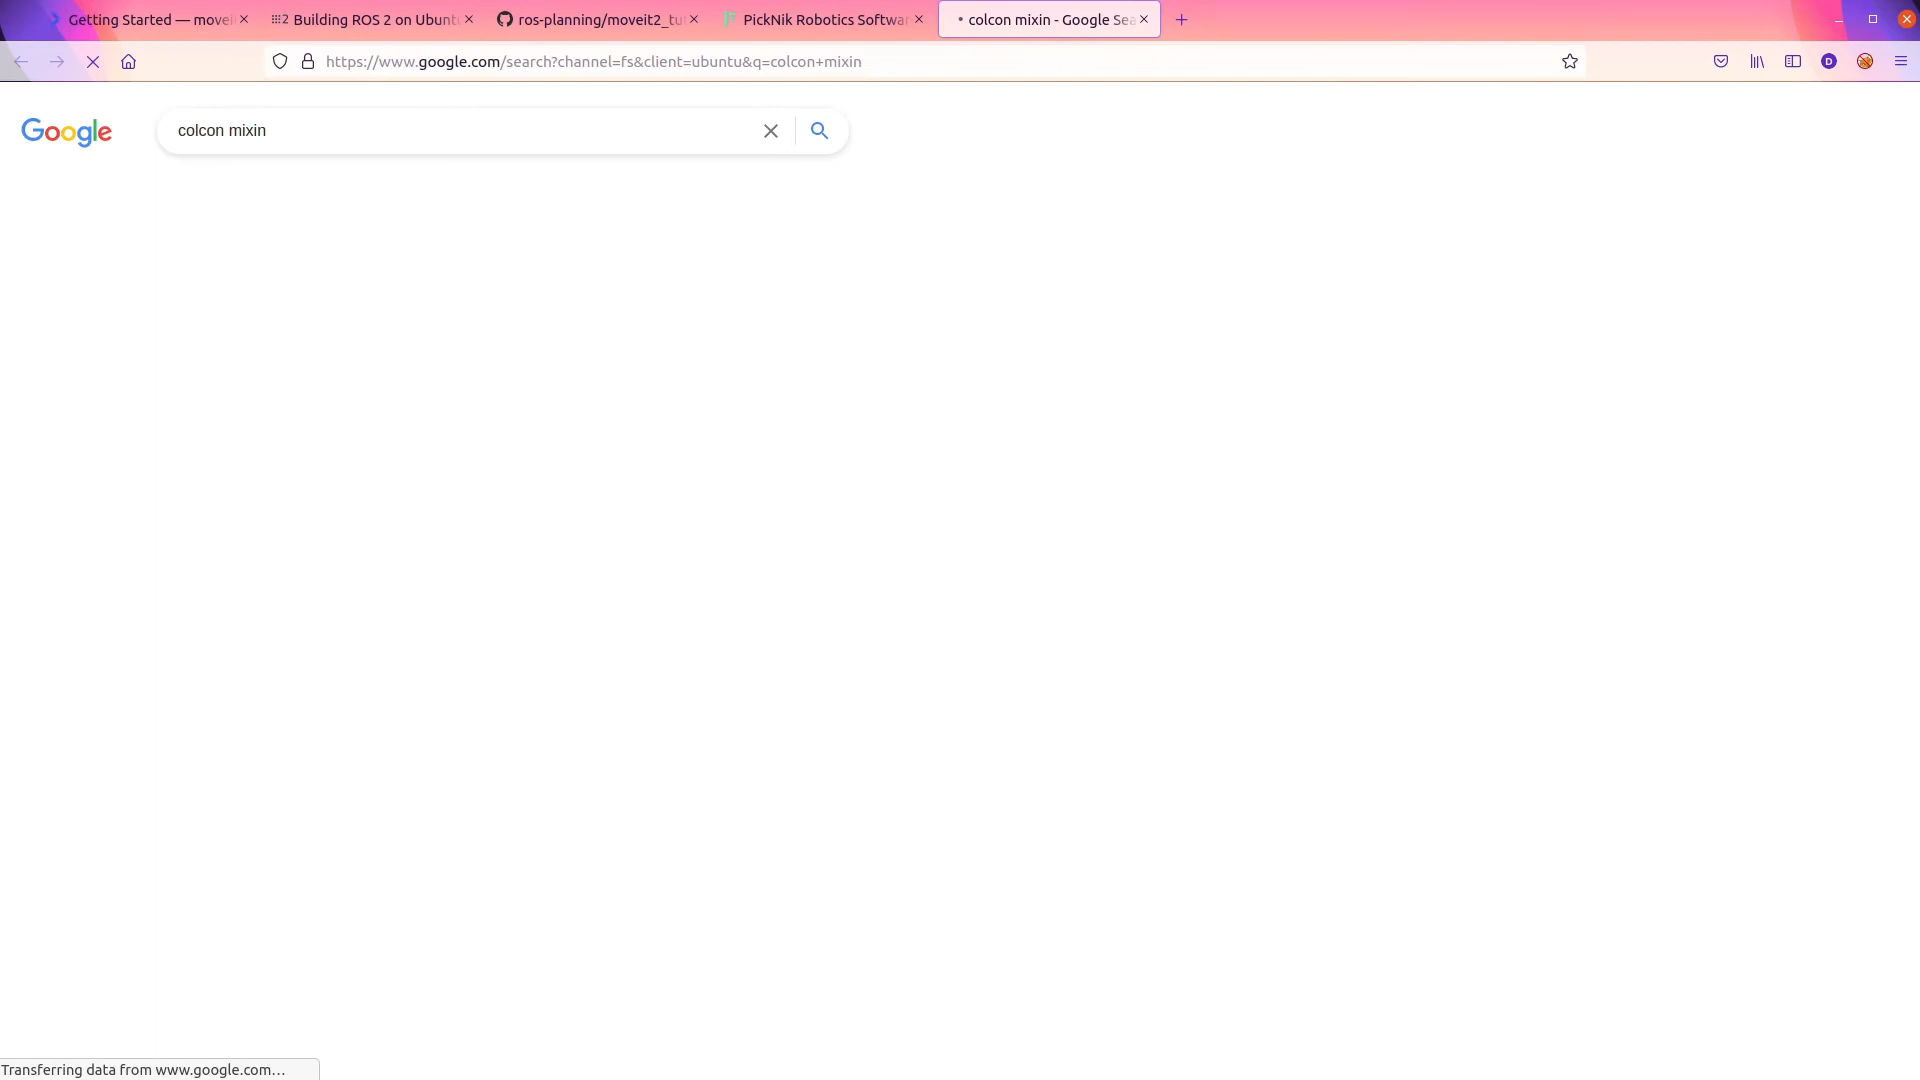 Getting Started — movei
Building ROS 2 on Ubunt
ros-planning/moveit2_tu
PickNik Robotics Softwar
colcon mixin - Google Sea
https://www.google.com/search?channel=fs&client=ubuntu&q=colcon+mixin
D
Google
colcon mixin
Transferring data from www.google.com…